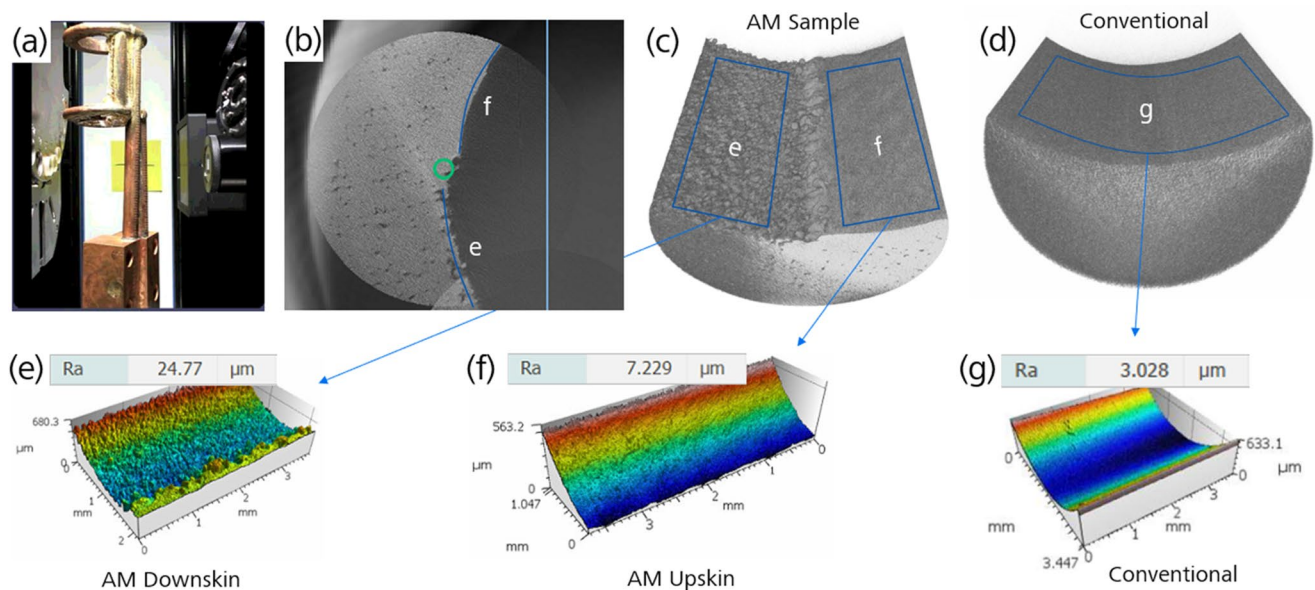 (a)
(b)
f
e
(c)
AM Sample
e
f
(d)
Conventional
g
(e)
Ra 24.77 µm
680.3
µm
0
0
1
mm
2
0
1
2
mm
3
(f)
Ra 7.229 µm
563.2
µm
0
1.047
mm
0
3
2
mm
1
0
(g)
Ra 3.028 µm
633.1
µm
0
0
mm
3.447
0
1
2
mm
3
AM Downskin
AM Upskin
Conventional